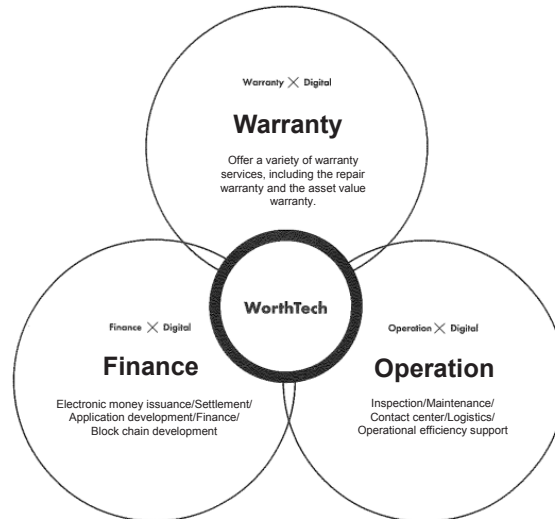 Warranty × Digital
Warranty
Offer a variety of warranty
services, including the repair
warranty and the asset value
warranty.
WorthTech
Finance × Digital
Finance
Electronic money issuance/Settlement/
Application development/Finance/
Block chain development
Operation × Digital
Operation
Inspection/Maintenance/
Contact center/Logistics/
Operational efficiency support